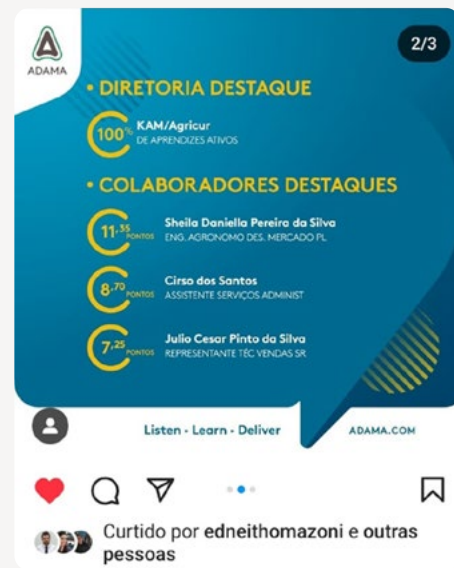 2/3
ADAMA
• DIRETORIA DESTAQUE
100%
KAM/Agricur
DE APRENDIZES ATIVOS
• COLABORADORES DESTAQUES
11,35 PONTOS
Sheila Daniella Pereira da Silva
ENG. AGRONOMO DES. MERCADO PL
8,70 PONTOS
Cirso dos Santos
ASSISTENTE SERVIÇOS ADMINIST
7,25 PONTOS
Julio Cesar Pinto da Silva
REPRESENTANTE TÉC VENDAS SR
Listen - Learn - Deliver
ADAMA.COM
Curtido por edneithomazoni e outras
pessoas